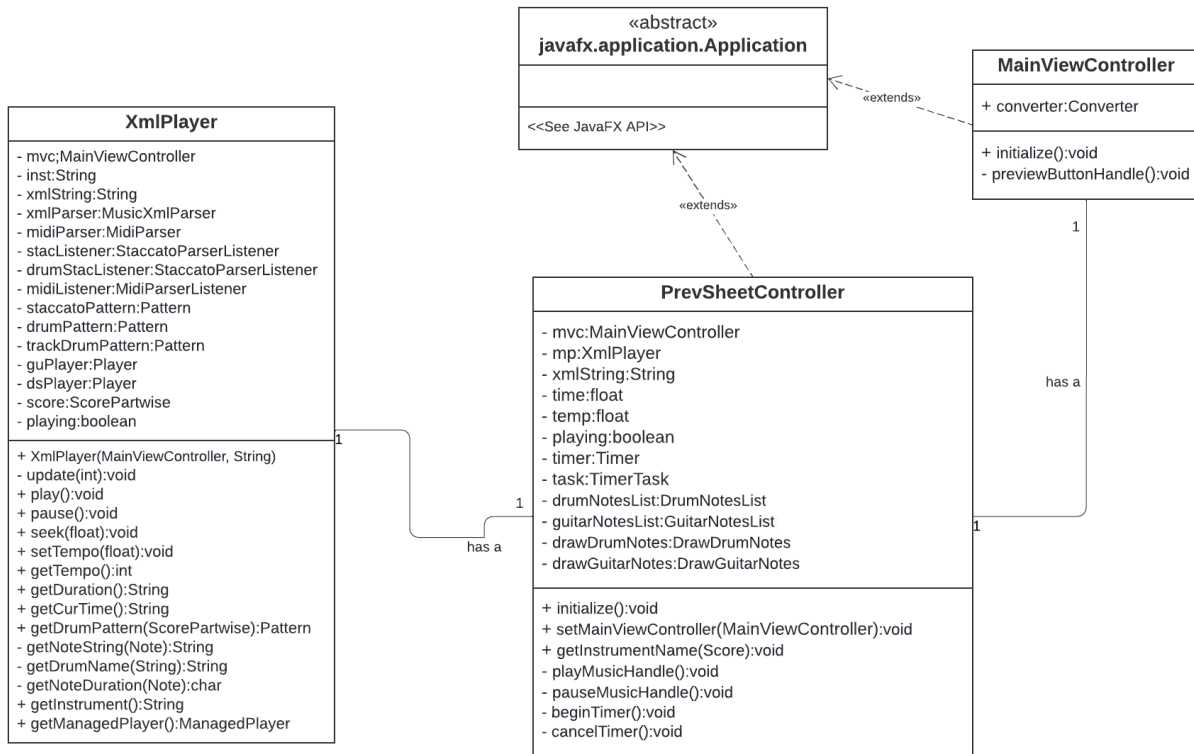 «abstract»
javafx.application.Application
<<See JavaFX API>>
MainViewController
+ converter:Converter
+ initialize():void
- previewButtonHandle():void
«extends»
«extends»
XmlPlayer
- mvc;MainViewController
- inst:String
- xmlString:String
- xmlParser:MusicXmlParser
- midiParser:MidiParser
- stacListener:StaccatoParserListener
- drumStacListener:StaccatoParserListener
- midiListener:MidiParserListener
- staccatoPattern:Pattern
- drumPattern:Pattern
- trackDrumPattern:Pattern
- guPlayer:Player
- dsPlayer:Player
- score:ScorePartwise
- playing:boolean
+ XmlPlayer(MainViewController, String)
- update(int):void
+ play():void
+ pause():void
+ seek(float):void
+ setTempo(float):void
+ getTempo():int
+ getDuration():String
+ getCurTime():String
+ getDrumPattern(ScorePartwise):Pattern
- getNoteString(Note):String
- getDrumName(String):String
- getNoteDuration(Note):char
+ getInstrument():String
+ getManagedPlayer():ManagedPlayer
1
has a
1
PrevSheetController
- mvc:MainViewController
- mp:XmlPlayer
- xmlString:String
- time:float
- temp:float
- playing:boolean
- timer:Timer
- task:TimerTask
- drumNotesList:DrumNotesList
- guitarNotesList:GuitarNotesList
- drawDrumNotes:DrawDrumNotes
- drawGuitarNotes:DrawGuitarNotes
+ initialize():void
+ setMainViewController(MainViewController):void
+ getInstrumentName(Score):void
- playMusicHandle():void
- pauseMusicHandle():void
- beginTimer():void
- cancelTimer():void
1
has a
1